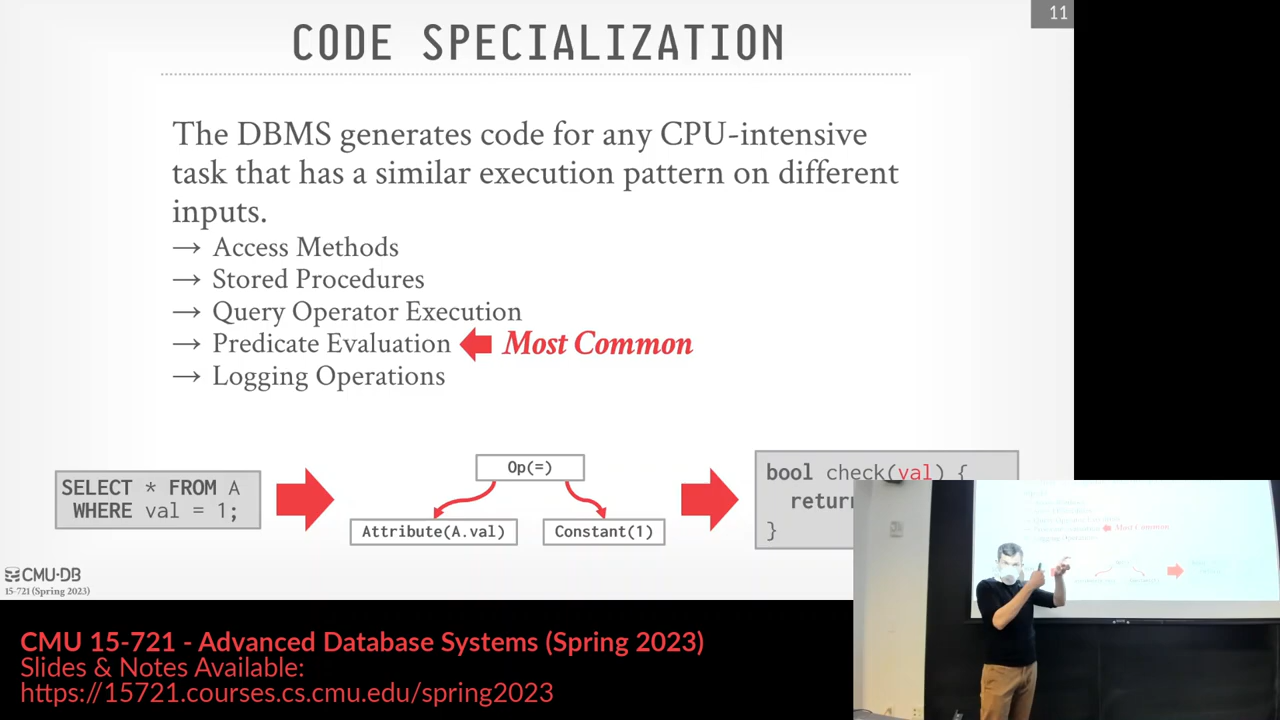 11
CODE SPECIALIZATION
The DBMS generates code for any CPU-intensive
task that has a similar execution pattern on different
inputs.
→ Access Methods
→ Stored Procedures
→ Query Operator Execution
→ Predicate Evaluation
Most Common
→ Logging Operations
SELECT * FROM A
WHERE val = 1;
Op(=)
Attribute(A.val)
Constant(1)
bool check(val) {
return
}
CMU·DB
15-721 (Spring 2023)
Most Common
CMU 15-721 - Advanced Database Systems (Spring 2023)
Slides & Notes Available:
https://15721.courses.cs.cmu.edu/spring2023